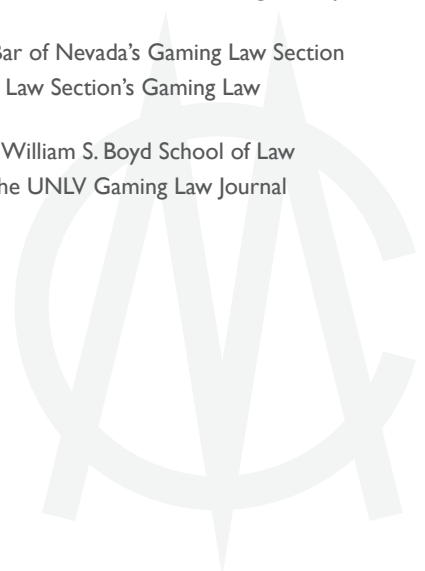 Bar of Nevada's Gaming Law Section
Law Section's Gaming Law
William S. Boyd School of Law
the UNLV Gaming Law Journal